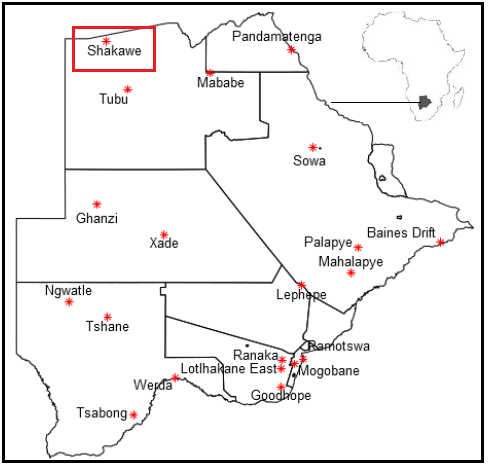 Pandamatenga
Shakawe
Mababe
Tubu
Sowa
Ghanzi
Baines Drift
Xade
Palapye
Mahalapye
Ngwatle
Lephepe
Tshane
Ramotswa
Ranaka
Lotlhakane East
Mogobane
Werda
Goodhope
Tsabong